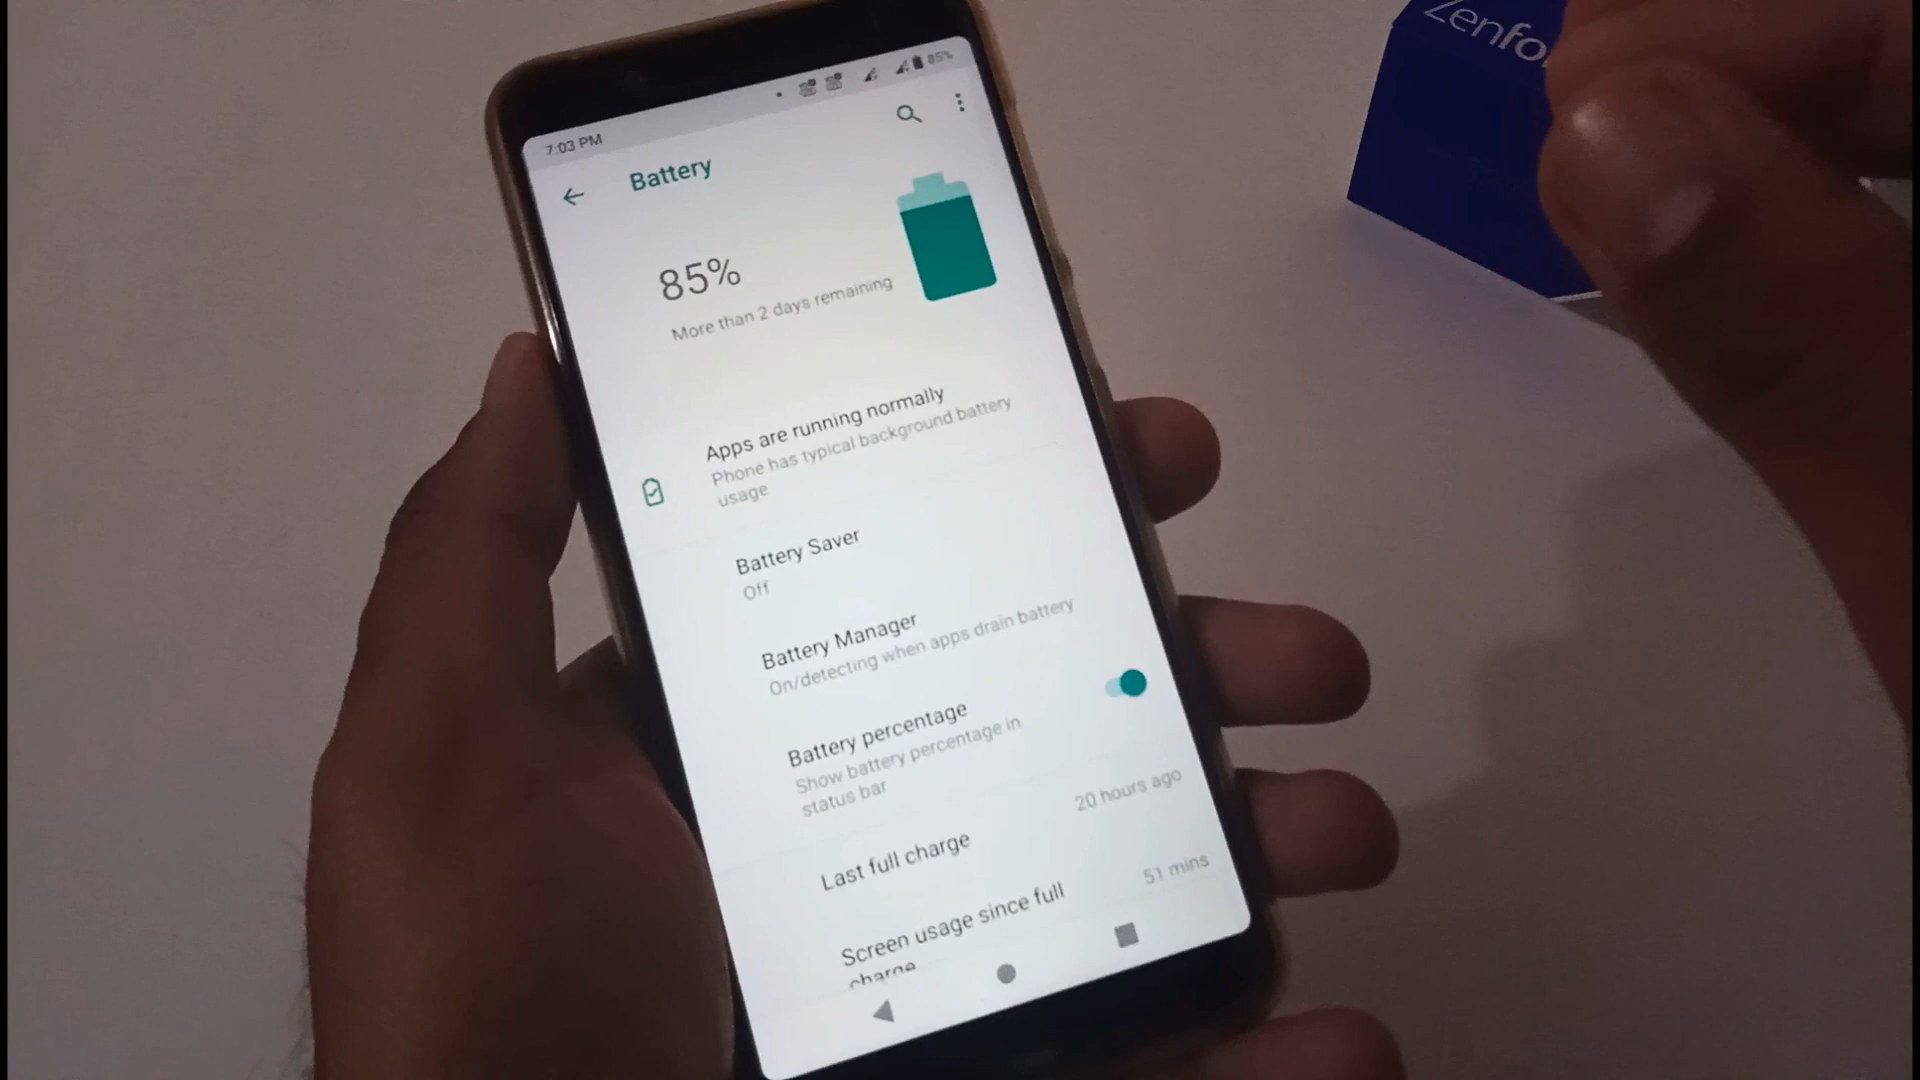 Zenfo
85%
7:03 PM
Battery
85%
More than 2 days remaining
Apps are running normally
Phone has typical background battery
usage
Battery Saver
Off
Battery Manager
On/detecting when apps drain battery
Battery percentage
Show battery percentage in
status bar
Last full charge
20 hours ago
Screen usage since full
charge
51 mins